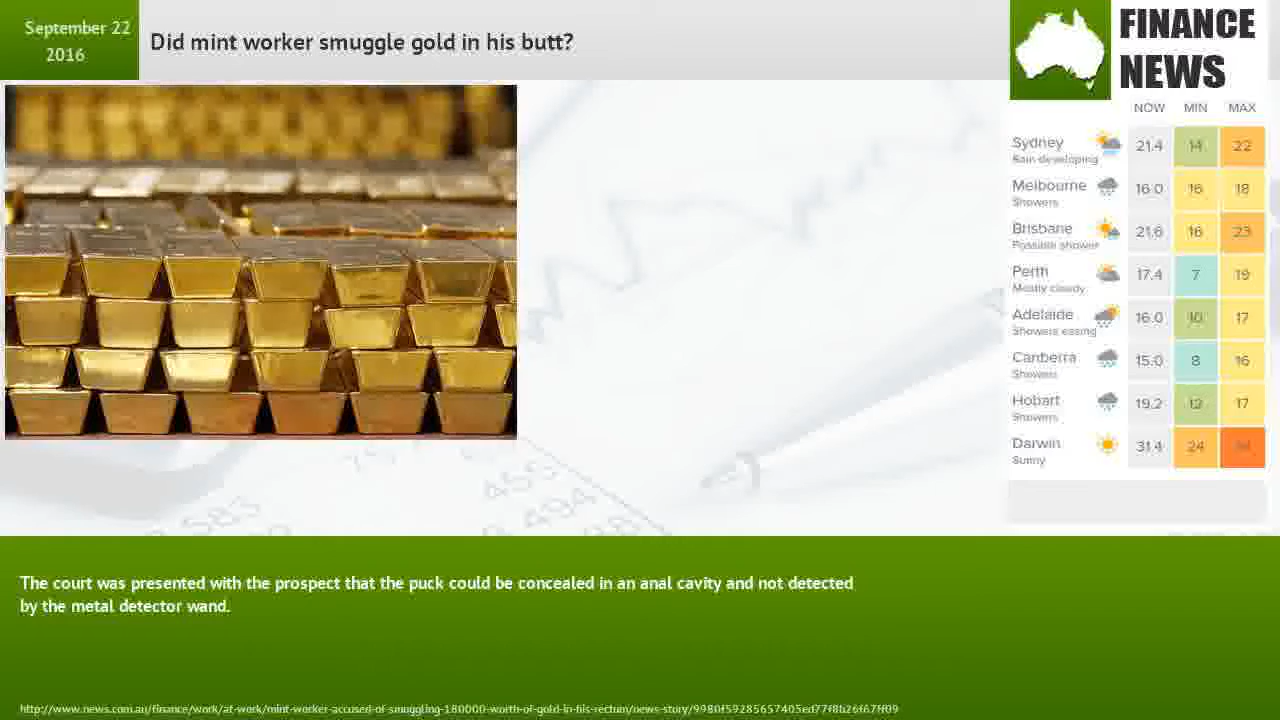 September 22
2016
Did mint worker smuggle gold in his butt?
FINANCE
NEWS
NOW MIN MAX
Sydney 21.4 14 22
Rain developing
Melbourne 16.0 16 18
Showers
Brisbane 21.6 16 23
Possible shower
Perth 17.4 7 19
Mostly cloudy
Adelaide 16.0 10 17
Showers easing
Canberra 15.0 8 16
Showers
Hobart 19.2 12 17
Showers
Darwin 31.4 24
Sunny
455
583
494
The court was presented with the prospect that the puck could be concealed in an anal cavity and not detected
by the metal detector wand.
http://www.news.com.au/finance/work/at-work/mint-worker-accused-of-smuggling-180000-worth-of-gold-in-his-rectum/news-story/9980f59285657405ed77f8b26f67ff09